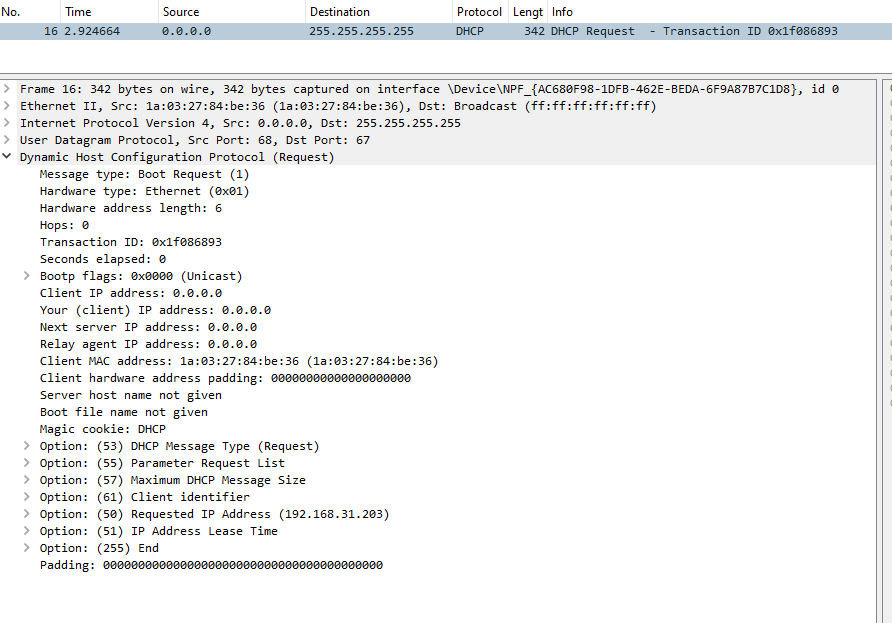 No. Time Source Destination Protocol Lengt Info
16 2.924664 0.0.0.0 255.255.255.255 DHCP 342 DHCP Request - Transaction ID 0x1f086893
Frame 16: 342 bytes on wire, 342 bytes captured on interface \Device\NPF_{AC680F98-1DFB-462E-BEDA-6F9A87B7C1D8}, id 0
Ethernet II, Src: 1a:03:27:84:be:36 (1a:03:27:84:be:36), Dst: Broadcast (ff:ff:ff:ff:ff:ff)
Internet Protocol Version 4, Src: 0.0.0.0, Dst: 255.255.255.255
User Datagram Protocol, Src Port: 68, Dst Port: 67
Dynamic Host Configuration Protocol (Request)
Message type: Boot Request (1)
Hardware type: Ethernet (0x01)
Hardware address length: 6
Hops: 0
Transaction ID: 0x1f086893
Seconds elapsed: 0
Bootp flags: 0x0000 (Unicast)
Client IP address: 0.0.0.0
Your (client) IP address: 0.0.0.0
Next server IP address: 0.0.0.0
Relay agent IP address: 0.0.0.0
Client MAC address: 1a:03:27:84:be:36 (1a:03:27:84:be:36)
Client hardware address padding: 00000000000000000000
Server host name not given
Boot file name not given
Magic cookie: DHCP
Option: (53) DHCP Message Type (Request)
Option: (55) Parameter Request List
Option: (57) Maximum DHCP Message Size
Option: (61) Client identifier
Option: (50) Requested IP Address (192.168.31.203)
Option: (51) IP Address Lease Time
Option: (255) End
Padding: 0000000000000000000000000000000000000000